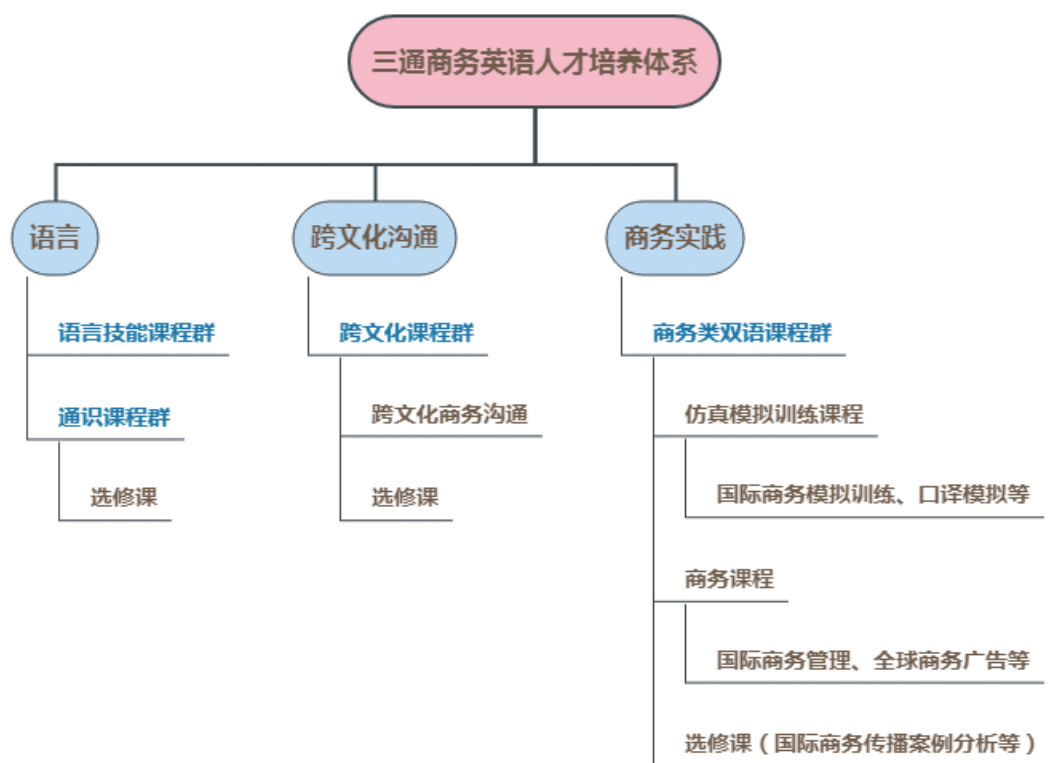 三通商务英语人才培养体系
语言
语言技能课程群
通识课程群
选修课
跨文化沟通
跨文化课程群
跨文化商务沟通
选修课
商务实践
商务类双语课程群
仿真模拟训练课程
国际商务模拟训练、口译模拟等
商务课程
国际商务管理、全球商务广告等
选修课（国际商务传播案例分析等）